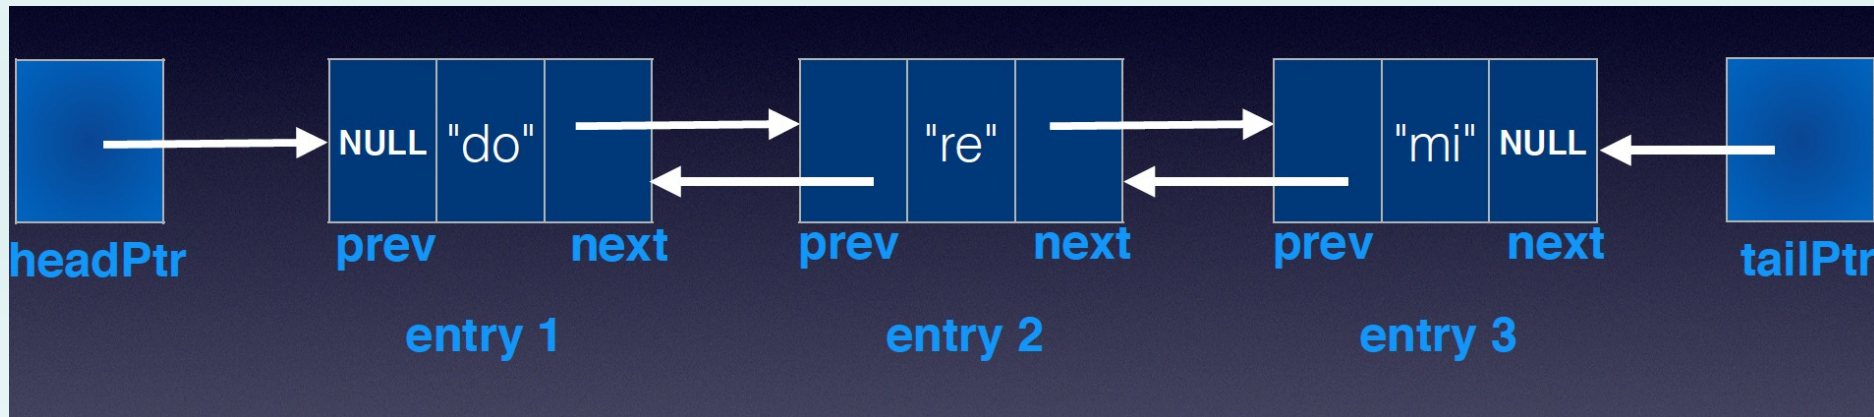 NULL "do" "re" "mi" NULL
headPtr prev next prev next prev next tailPtr
entry 1 entry 2 entry 3